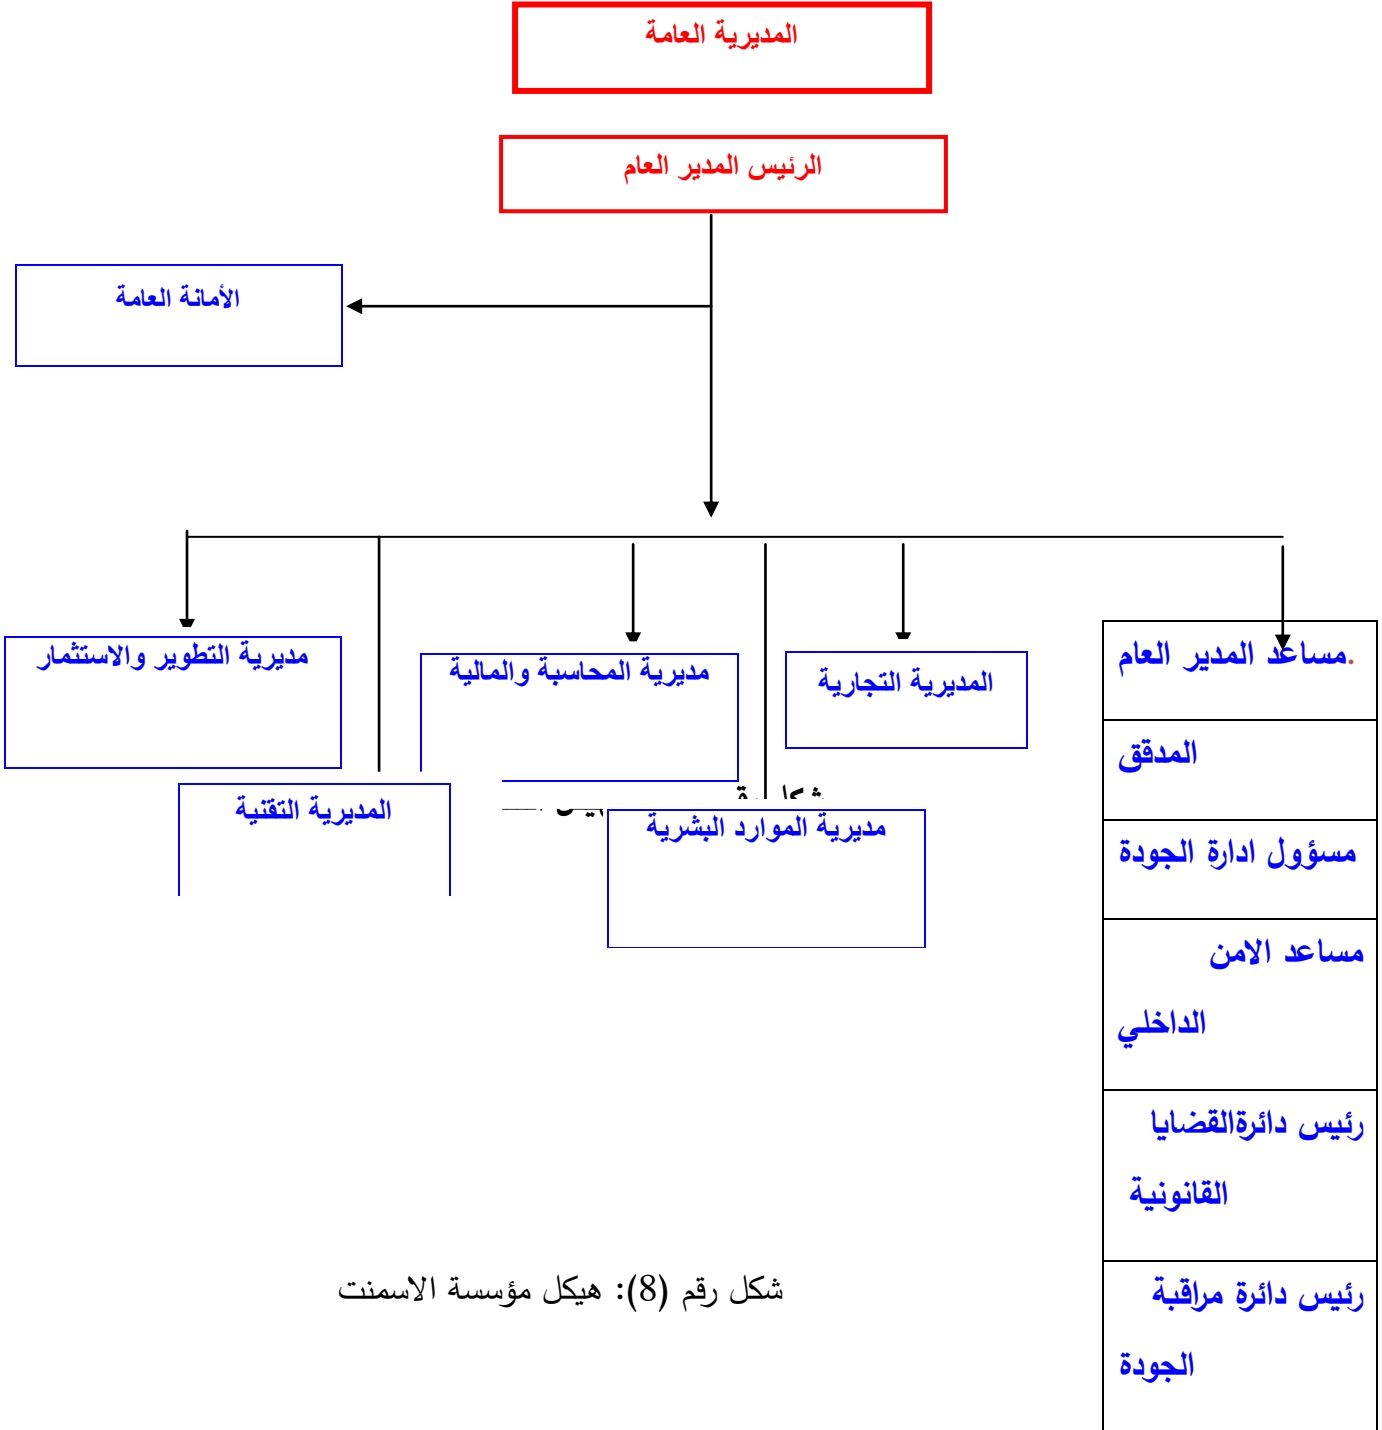 المديرية العامة
الرئيس المدير العام
الأمانة العامة
.مساعد المدير العام
المدقق
مسؤول ادارة الجودة
مساعد الامن
الداخلي
رئيس دائرةالقضايا
القانونية
رئيس دائرة مراقبة
الجودة
المديرية التجارية
مديرية المحاسبة والمالية
مديرية التطوير والاستثمار
مديرية الموارد البشرية
المديرية التقنية
شكل رقم (8): هيكل مؤسسة الاسمنت